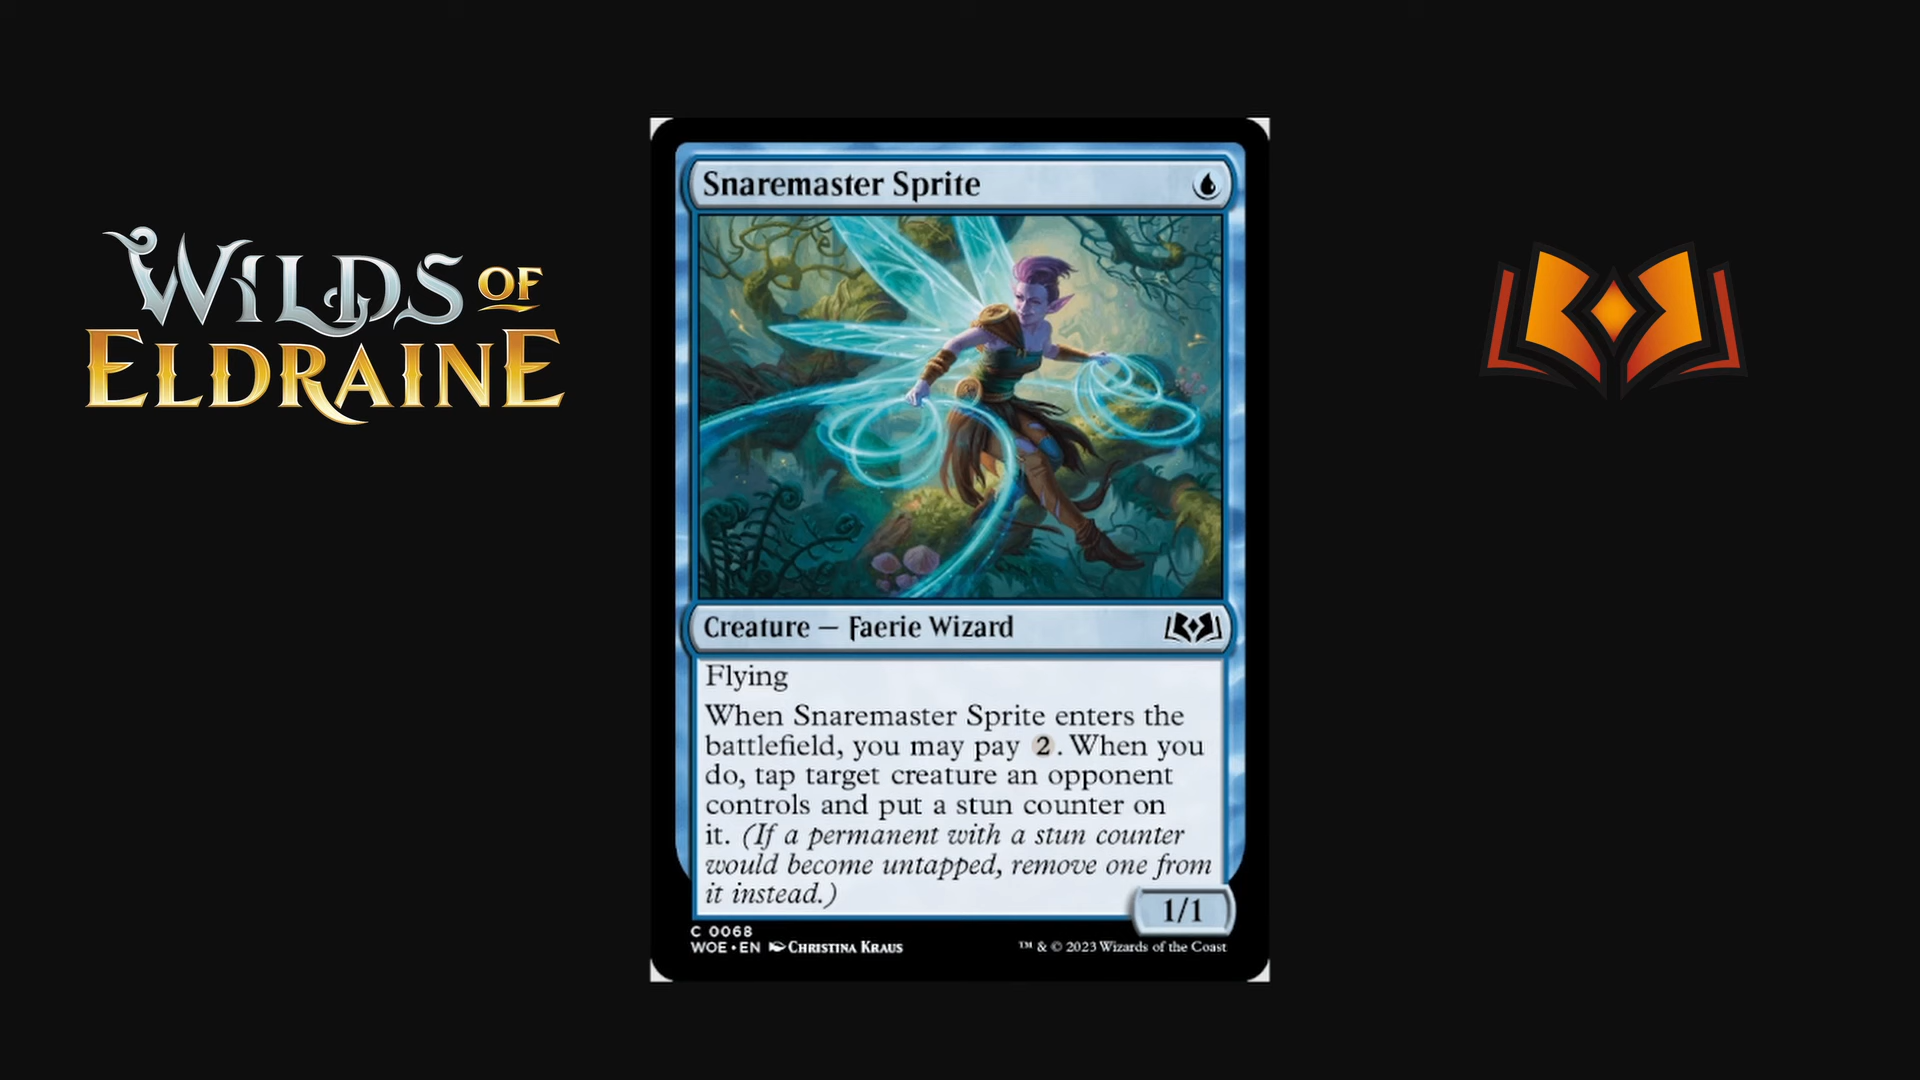 WILDS OF
ELDRAINE
Snaremaster Sprite
Creature — Faerie Wizard
Flying
When Snaremaster Sprite enters the
battlefield, you may pay 2. When you
do, tap target creature an opponent
controls and put a stun counter on
it. (If a permanent with a stun counter
would become untapped, remove one from
it instead.)
1/1
C 0068
WOE • EN CHRISTINA KRAUS
™ & © 2023 Wizards of the Coast